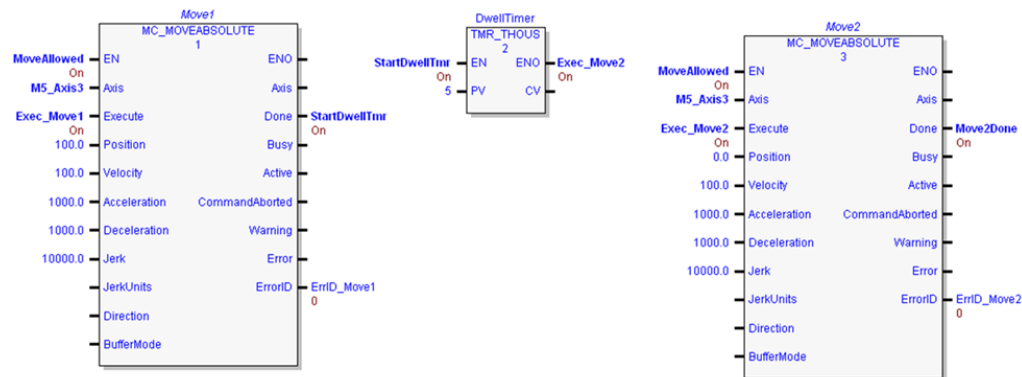 Move1
MC_MOVEABSOLUTE
1
MoveAllowed EN ENO
On
M5_Axis3 Axis Axis
Exec_Move1 Execute Done StartDwellTmr
On On
100.0 Position Busy
100.0 Velocity Active
1000.0 Acceleration CommandAborted
1000.0 Deceleration Warning
10000.0 Jerk Error
JerkUnits ErrorID ErrID_Move1
0
Direction
BufferMode
DwellTimer
TMR_THOUS
2
StartDwellTmr EN ENO Exec_Move2
On On
5 PV CV
Move2
MC_MOVEABSOLUTE
3
MoveAllowed EN ENO
On
M5_Axis3 Axis Axis
Exec_Move2 Execute Done Move2Done
On On
0.0 Position Busy
100.0 Velocity Active
1000.0 Acceleration CommandAborted
1000.0 Deceleration Warning
10000.0 Jerk Error
JerkUnits ErrorID ErrID_Move2
0
Direction
BufferMode